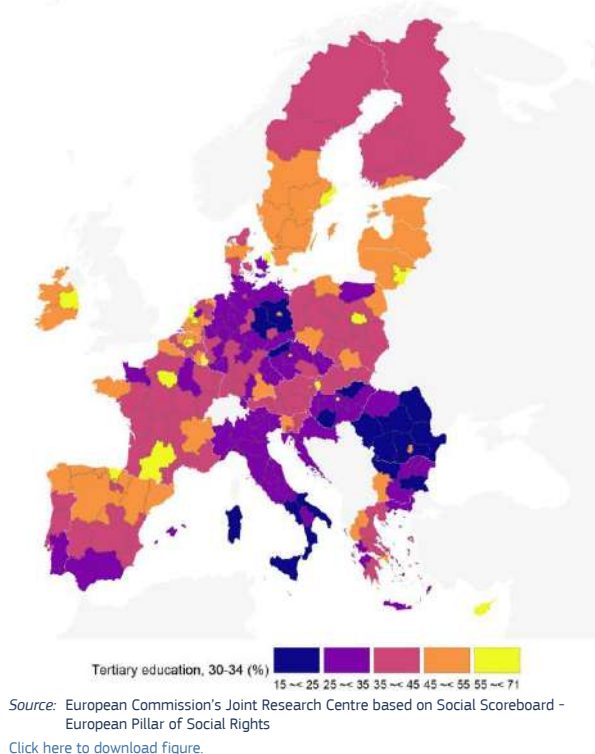 Tertiary education, 30-34 (%)
15 ~< 25 25 ~< 35 35 ~< 45 45 ~< 55 55 ~< 71
Source: European Commission's Joint Research Centre based on Social Scoreboard –
European Pillar of Social Rights
Click here to download figure.